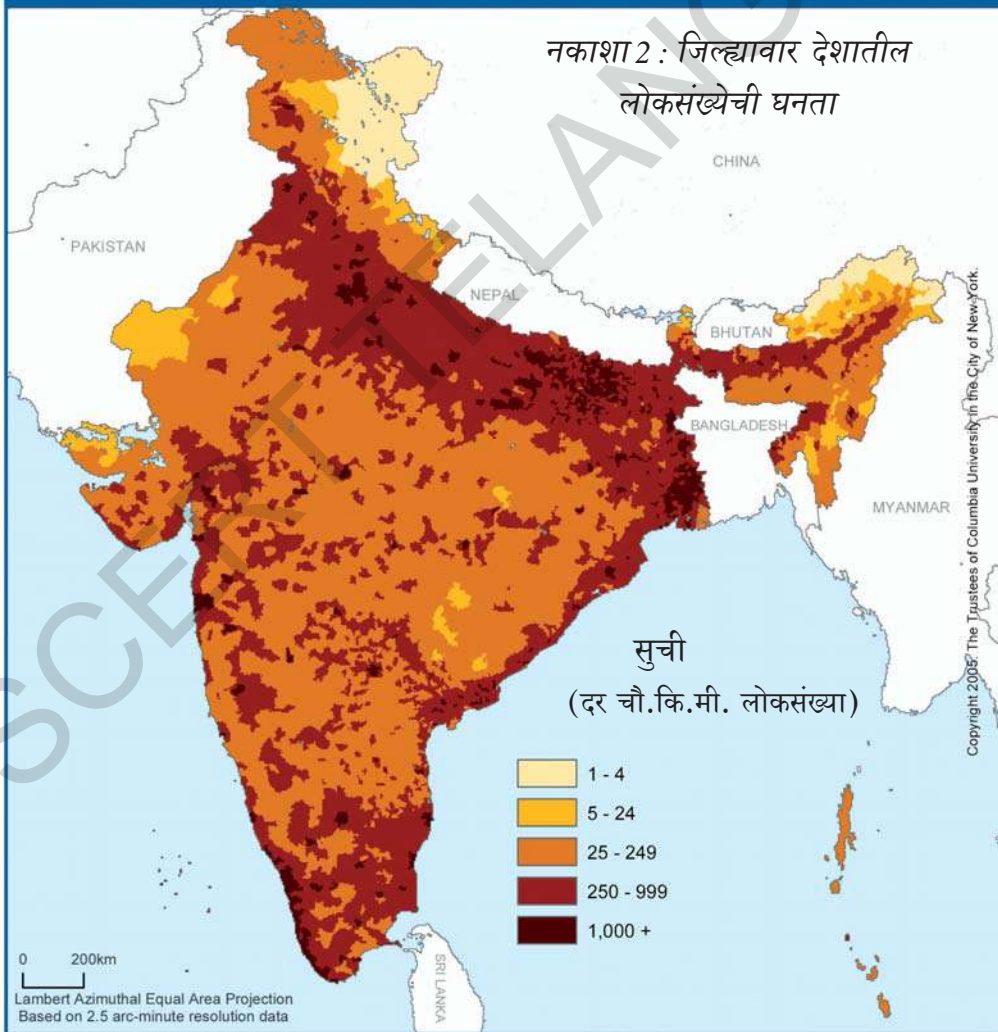 नकाशा 2 : जिल्ह्यावार देशातील
लोकसंख्येची घनता
CHINA
PAKISTAN
NEPAL
BHUTAN
BANGLADESH
MYANMAR
SCERT TELANG
Copyright 2005. The Trustees of Columbia University in the City of New York.
सुची
(दर चौ.कि.मी. लोकसंख्या)
1 - 4
5 - 24
25 - 249
250 - 999
1,000 +
SRI LANKA
0 200km
Lambert Azimuthal Equal Area Projection
Based on 2.5 arc-minute resolution data